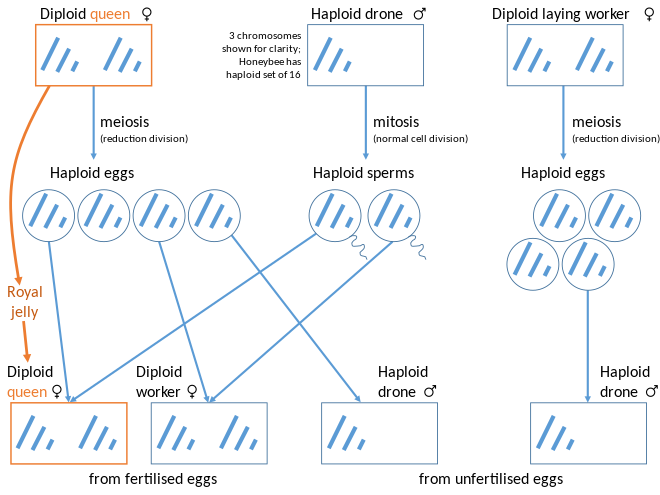 Diploid queen ♀
Haploid drone ♂
Diploid laying worker ♀
3 chromosomes
shown for clarity;
Honeybee has
haploid set of 16
meiosis
(reduction division)
mitosis
(normal cell division)
meiosis
(reduction division)
Haploid eggs
Haploid sperms
Haploid eggs
Royal
jelly
Diploid
queen ♀
Diploid
worker ♀
Haploid
drone ♂
Haploid
drone ♂
from fertilised eggs
from unfertilised eggs